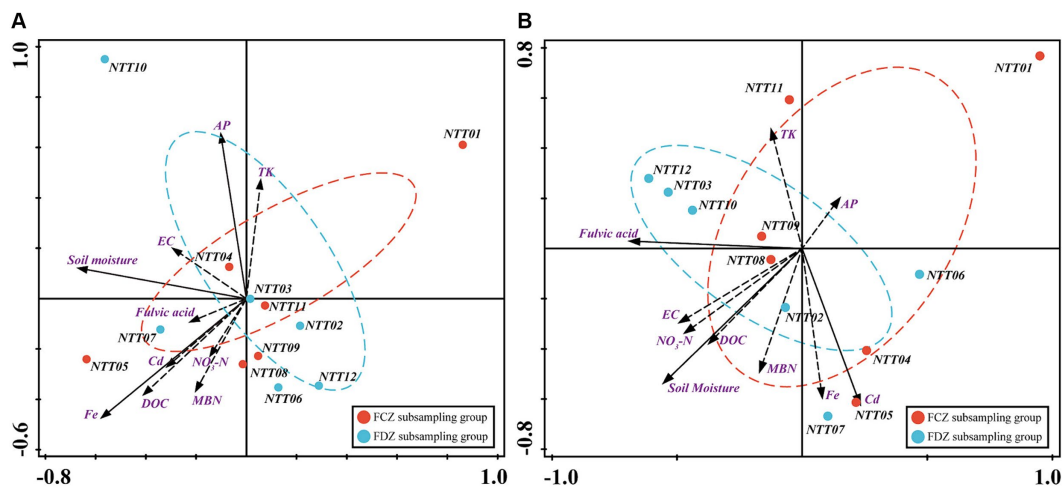 A
1.0
NTT10
AP
NTT01
TK
EC
NTT04
Soil moisture
NTT03
NTT11
Fulvic acid
NTT02
NTT07
NO3-N
NTT09
Cd
NTT05
NTT08
NTT12
MBN
NTT06
DOC
Fe
FCZ subsampling group
FDZ subsampling group
-0.6
-0.8
1.0
B
0.8
NTT01
NTT11
TK
NTT12
NTT03
AP
NTT10
Fulvic acid
NTT09
NTT08
NTT06
NTT02
EC
NO3-N
DOC
NTT04
MBN
Soil Moisture
Fe
Cd
NTT05
NTT07
FCZ subsampling group
FDZ subsampling group
-0.8
-1.0
1.0